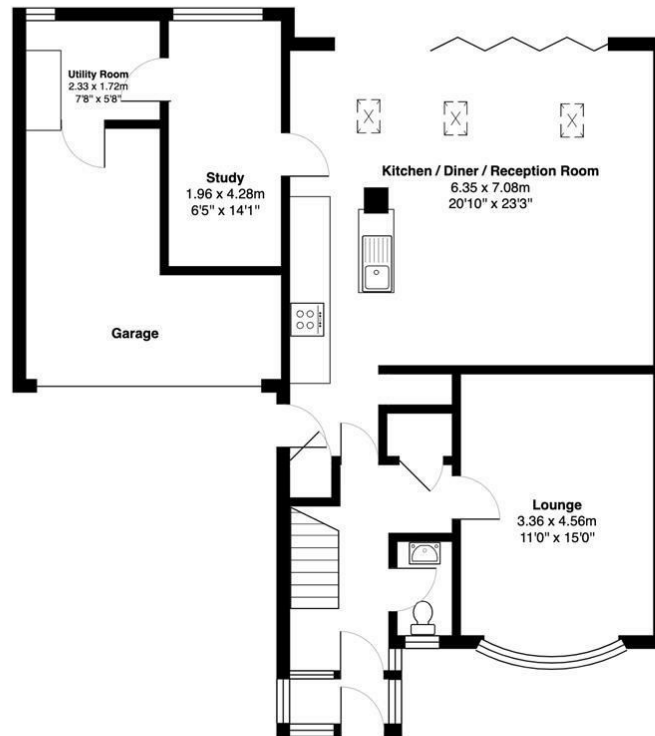 Utility Room
2.33 x 1.72m
7'8" x 5'8"
Study
1.96 x 4.28m
6'5" x 14'1"
Kitchen / Diner / Reception Room
6.35 x 7.08m
20'10" x 23'3"
Garage
Lounge
3.36 x 4.56m
11'0" x 15'0"